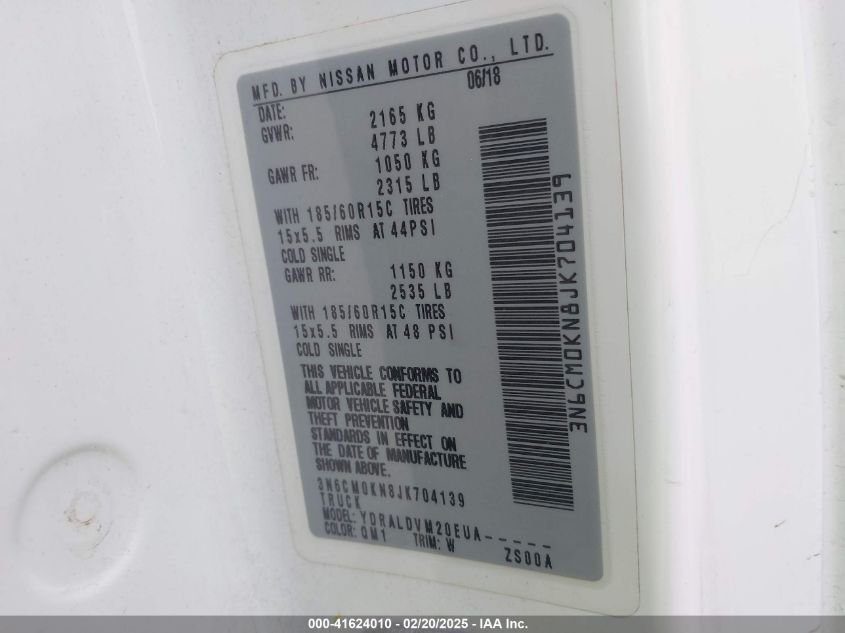 MFD. BY NISSAN MOTOR CO., LTD.
DATE: 06/18
GVWR: 2165 KG
4773 LB
GAWR FR: 1050 KG
2315 LB
WITH 185/60R15C TIRES
15x5.5 RIMS AT 44PSI
COLD SINGLE
GAWR RR: 1150 KG
2535 LB
WITH 185/60R15C TIRES
15x5.5 RIMS AT 48 PSI
COLD SINGLE
THIS VEHICLE CONFORMS TO
ALL APPLICABLE FEDERAL
MOTOR VEHICLE SAFETY AND
THEFT PREVENTION
STANDARDS IN EFFECT ON
THE DATE OF MANUFACTURE
SHOWN ABOVE.
3N6CM0KN8JK704139
TRUCK
MODEL: YDRALDVM20EUA-----
COLOR: QM1 TRIM: W ZS00A
3N6CM0KN8JK704139
000-41624010 - 02/20/2025 - IAA Inc.